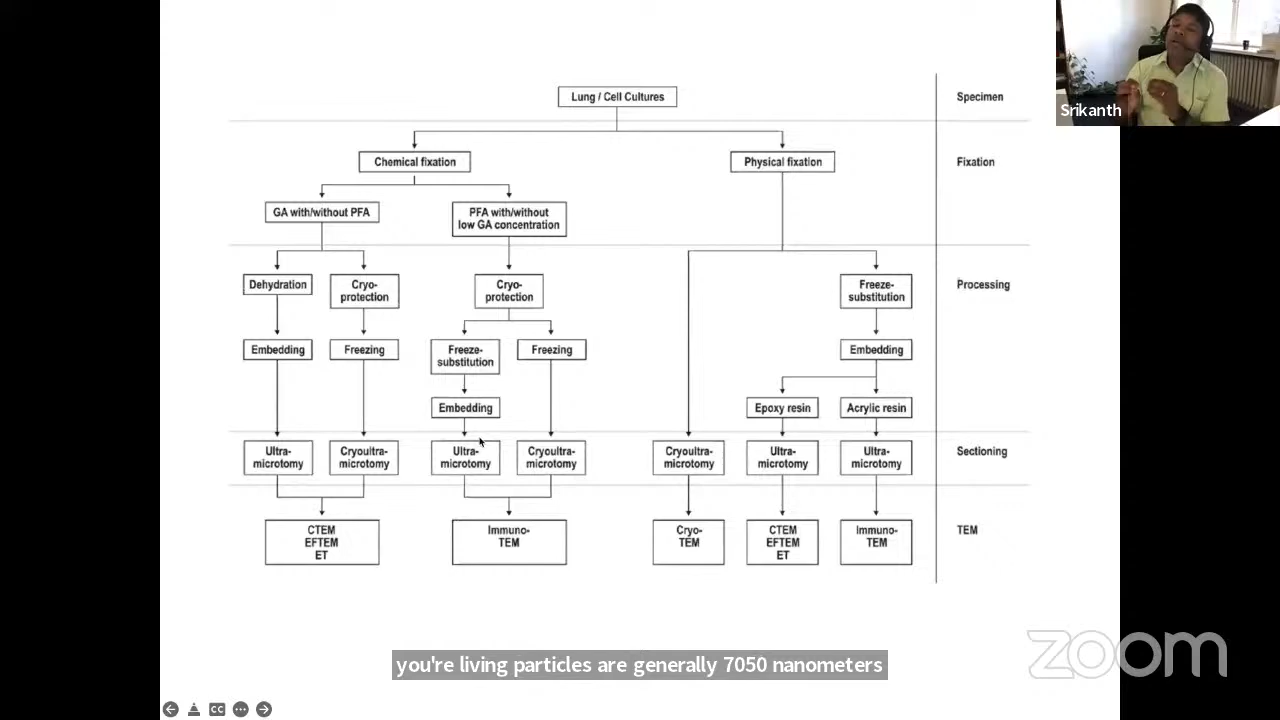 Lung / Cell Cultures
Specimen
Srikanth
Chemical fixation
Physical fixation
Fixation
GA with/without PFA
PFA with/without
low GA concentration
Dehydration
Cryo-
protection
Cryo-
protection
Freeze-
substitution
Processing
Embedding
Freezing
Freeze-
substitution
Freezing
Embedding
Embedding
Epoxy resin
Acrylic resin
Ultra-
microtomy
Cryoultra-
microtomy
Ultra-
microtomy
Cryoultra-
microtomy
Cryoultra-
microtomy
Ultra-
microtomy
Ultra-
microtomy
Sectioning
CTEM
EFTEM
ET
Immuno-
TEM
Cryo-
TEM
CTEM
EFTEM
ET
Immuno-
TEM
TEM
you're living particles are generally 7050 nanometers
zoom
CC